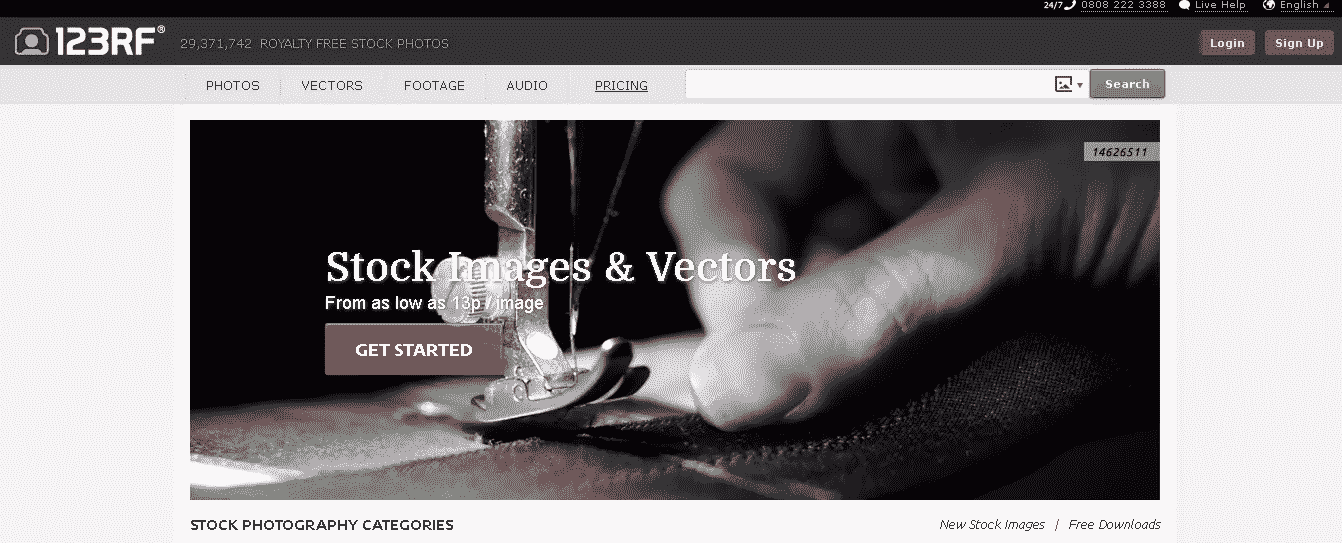 24/7 0808 222 3388 Live Help English
123RF® 29,371,742 ROYALTY FREE STOCK PHOTOS Login Sign Up
PHOTOS VECTORS FOOTAGE AUDIO PRICING Search
14626511
Stock Images & Vectors
From as low as 13p / image
GET STARTED
STOCK PHOTOGRAPHY CATEGORIES New Stock Images | Free Downloads